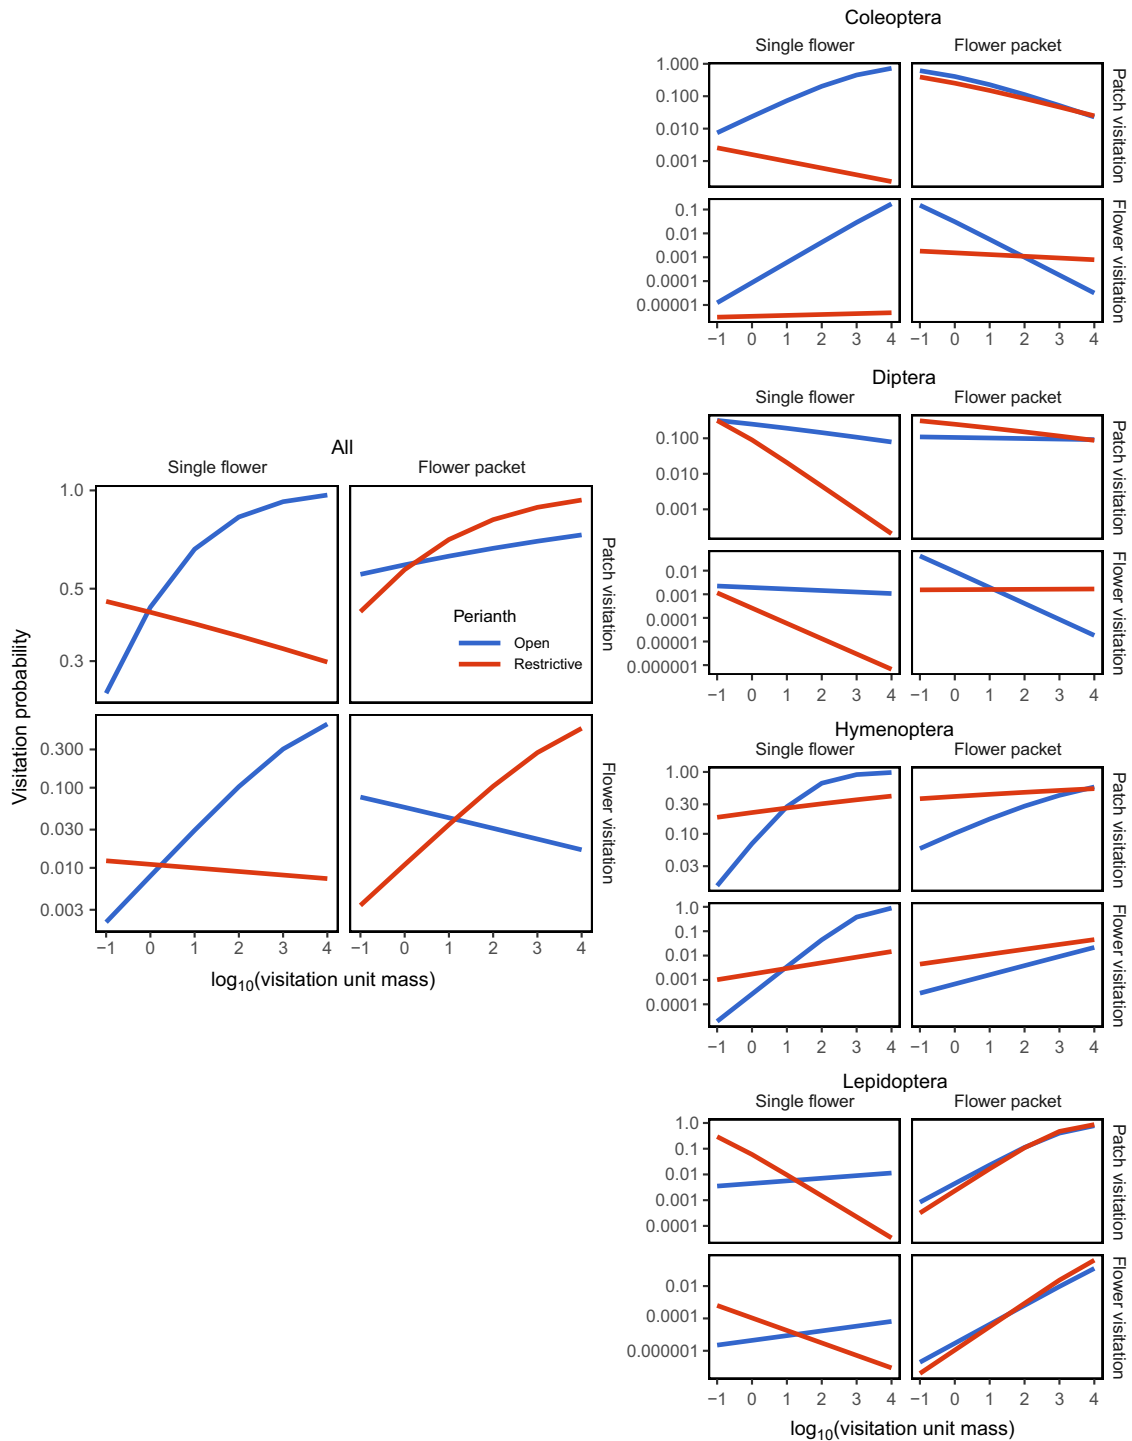 Coleoptera
Single flower Flower packet
1.000
0.100
0.010
0.001
Patch visitation
0.1
0.01
0.001
0.0001
0.00001
Flower visitation
−1 0 1 2 3 4 −1 0 1 2 3 4
Diptera
Single flower Flower packet
0.100
0.010
0.001
Patch visitation
0.01
0.001
0.0001
0.00001
0.000001
Flower visitation
−1 0 1 2 3 4 −1 0 1 2 3 4
All
Single flower Flower packet
1.0
0.5
0.3
Patch visitation
Perianth
Open
Restrictive
Visitation probability
0.300
0.100
0.030
0.010
0.003
Flower visitation
−1 0 1 2 3 4 −1 0 1 2 3 4
log10(visitation unit mass)
Hymenoptera
Single flower Flower packet
1.00
0.30
0.10
0.03
Patch visitation
1.0
0.1
0.01
0.001
0.0001
Flower visitation
−1 0 1 2 3 4 −1 0 1 2 3 4
Lepidoptera
Single flower Flower packet
1.0
0.1
0.01
0.001
0.0001
Patch visitation
0.01
0.0001
0.000001
Flower visitation
−1 0 1 2 3 4 −1 0 1 2 3 4
log10(visitation unit mass)